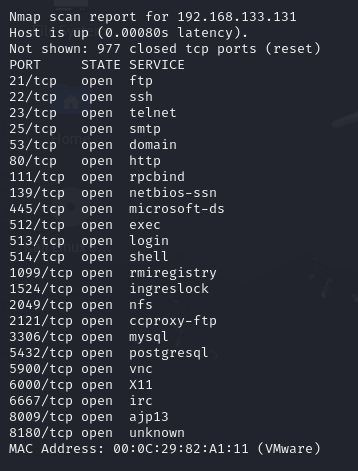 Nmap scan report for 192.168.133.131
Host is up (0.00080s latency).
Not shown: 977 closed tcp ports (reset)
PORT     STATE SERVICE
21/tcp   open  ftp
22/tcp   open  ssh
23/tcp   open  telnet
25/tcp   open  smtp
53/tcp   open  domain
80/tcp   open  http
111/tcp  open  rpcbind
139/tcp  open  netbios-ssn
445/tcp  open  microsoft-ds
512/tcp  open  exec
513/tcp  open  login
514/tcp  open  shell
1099/tcp open  rmiregistry
1524/tcp open  ingreslock
2049/tcp open  nfs
2121/tcp open  ccproxy-ftp
3306/tcp open  mysql
5432/tcp open  postgresql
5900/tcp open  vnc
6000/tcp open  X11
6667/tcp open  irc
8009/tcp open  ajp13
8180/tcp open  unknown
MAC Address: 00:0C:29:82:A1:11 (VMware)